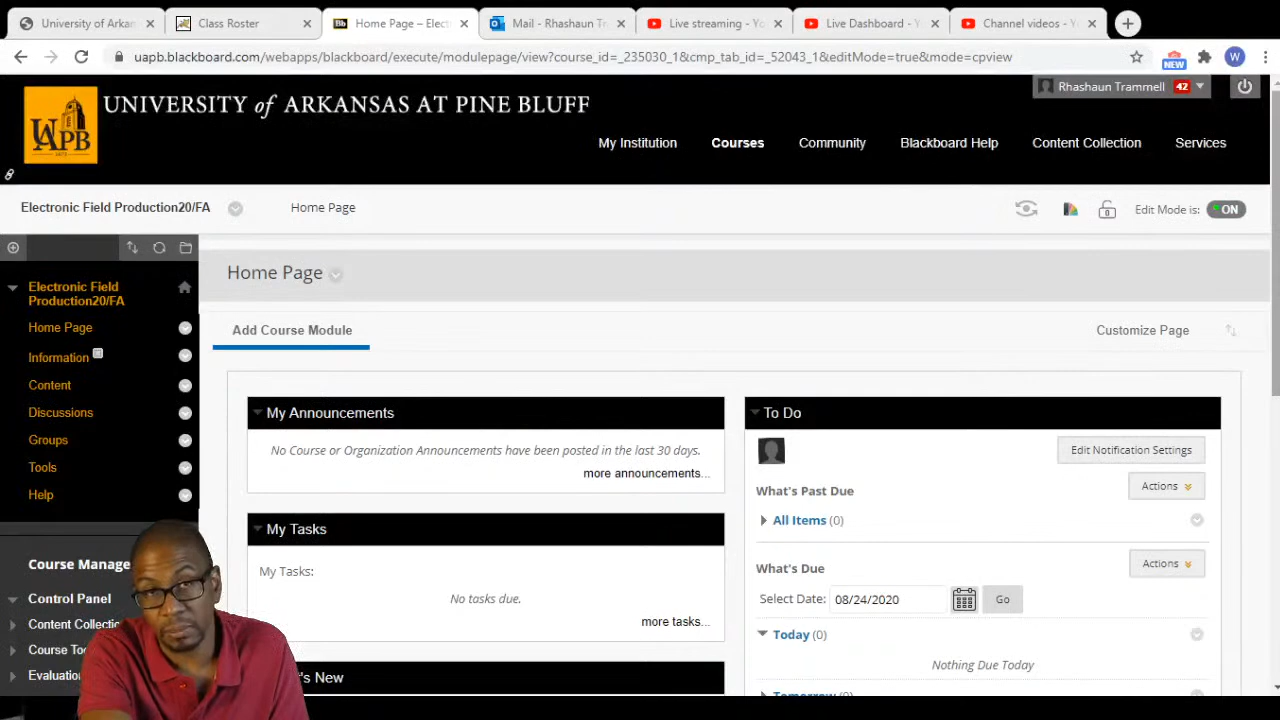 University of Arkan
Class Roster
Home Page – Elect
Mail - Rhashaun Tr
Live streaming - Yo
Live Dashboard - Y
Channel videos - Yo
uapb.blackboard.com/webapps/blackboard/execute/modulepage/view?course_id=_235030_1&cmp_tab_id=_52043_1&editMode=true&mode=cpview
NEW
W
UAPB
UNIVERSITY of ARKANSAS AT PINE BLUFF
Rhashaun Trammell 42
My Institution
Courses
Community
Blackboard Help
Content Collection
Services
Electronic Field Production20/FA
Home Page
Edit Mode is: ON
Electronic Field
Production20/FA
Home Page
Information
Content
Discussions
Groups
Tools
Help
Course Manage
Control Panel
Content Collectio
Course Too
Evaluation
Home Page
Add Course Module
Customize Page
My Announcements
No Course or Organization Announcements have been posted in the last 30 days.
more announcements...
My Tasks
My Tasks:
No tasks due.
more tasks...
's New
To Do
Edit Notification Settings
What's Past Due
Actions
All Items (0)
What's Due
Actions
Select Date: 08/24/2020 Go
Today (0)
Nothing Due Today
Tomorrow (0)